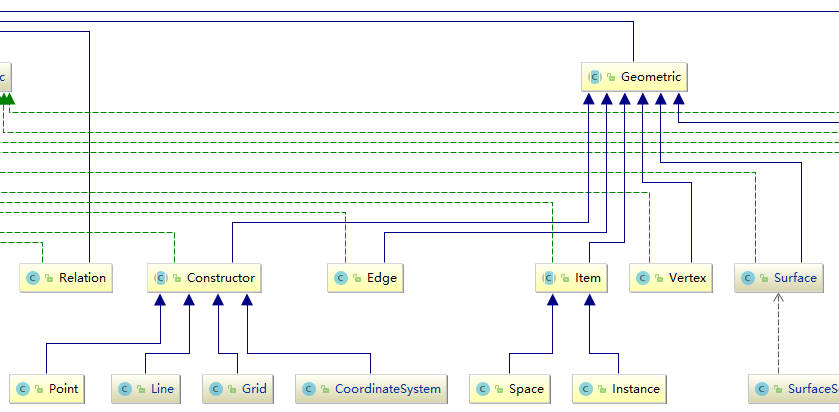 c
Geometric
Relation
Constructor
Edge
Item
Vertex
Surface
Point
Line
Grid
CoordinateSystem
Space
Instance
SurfaceS